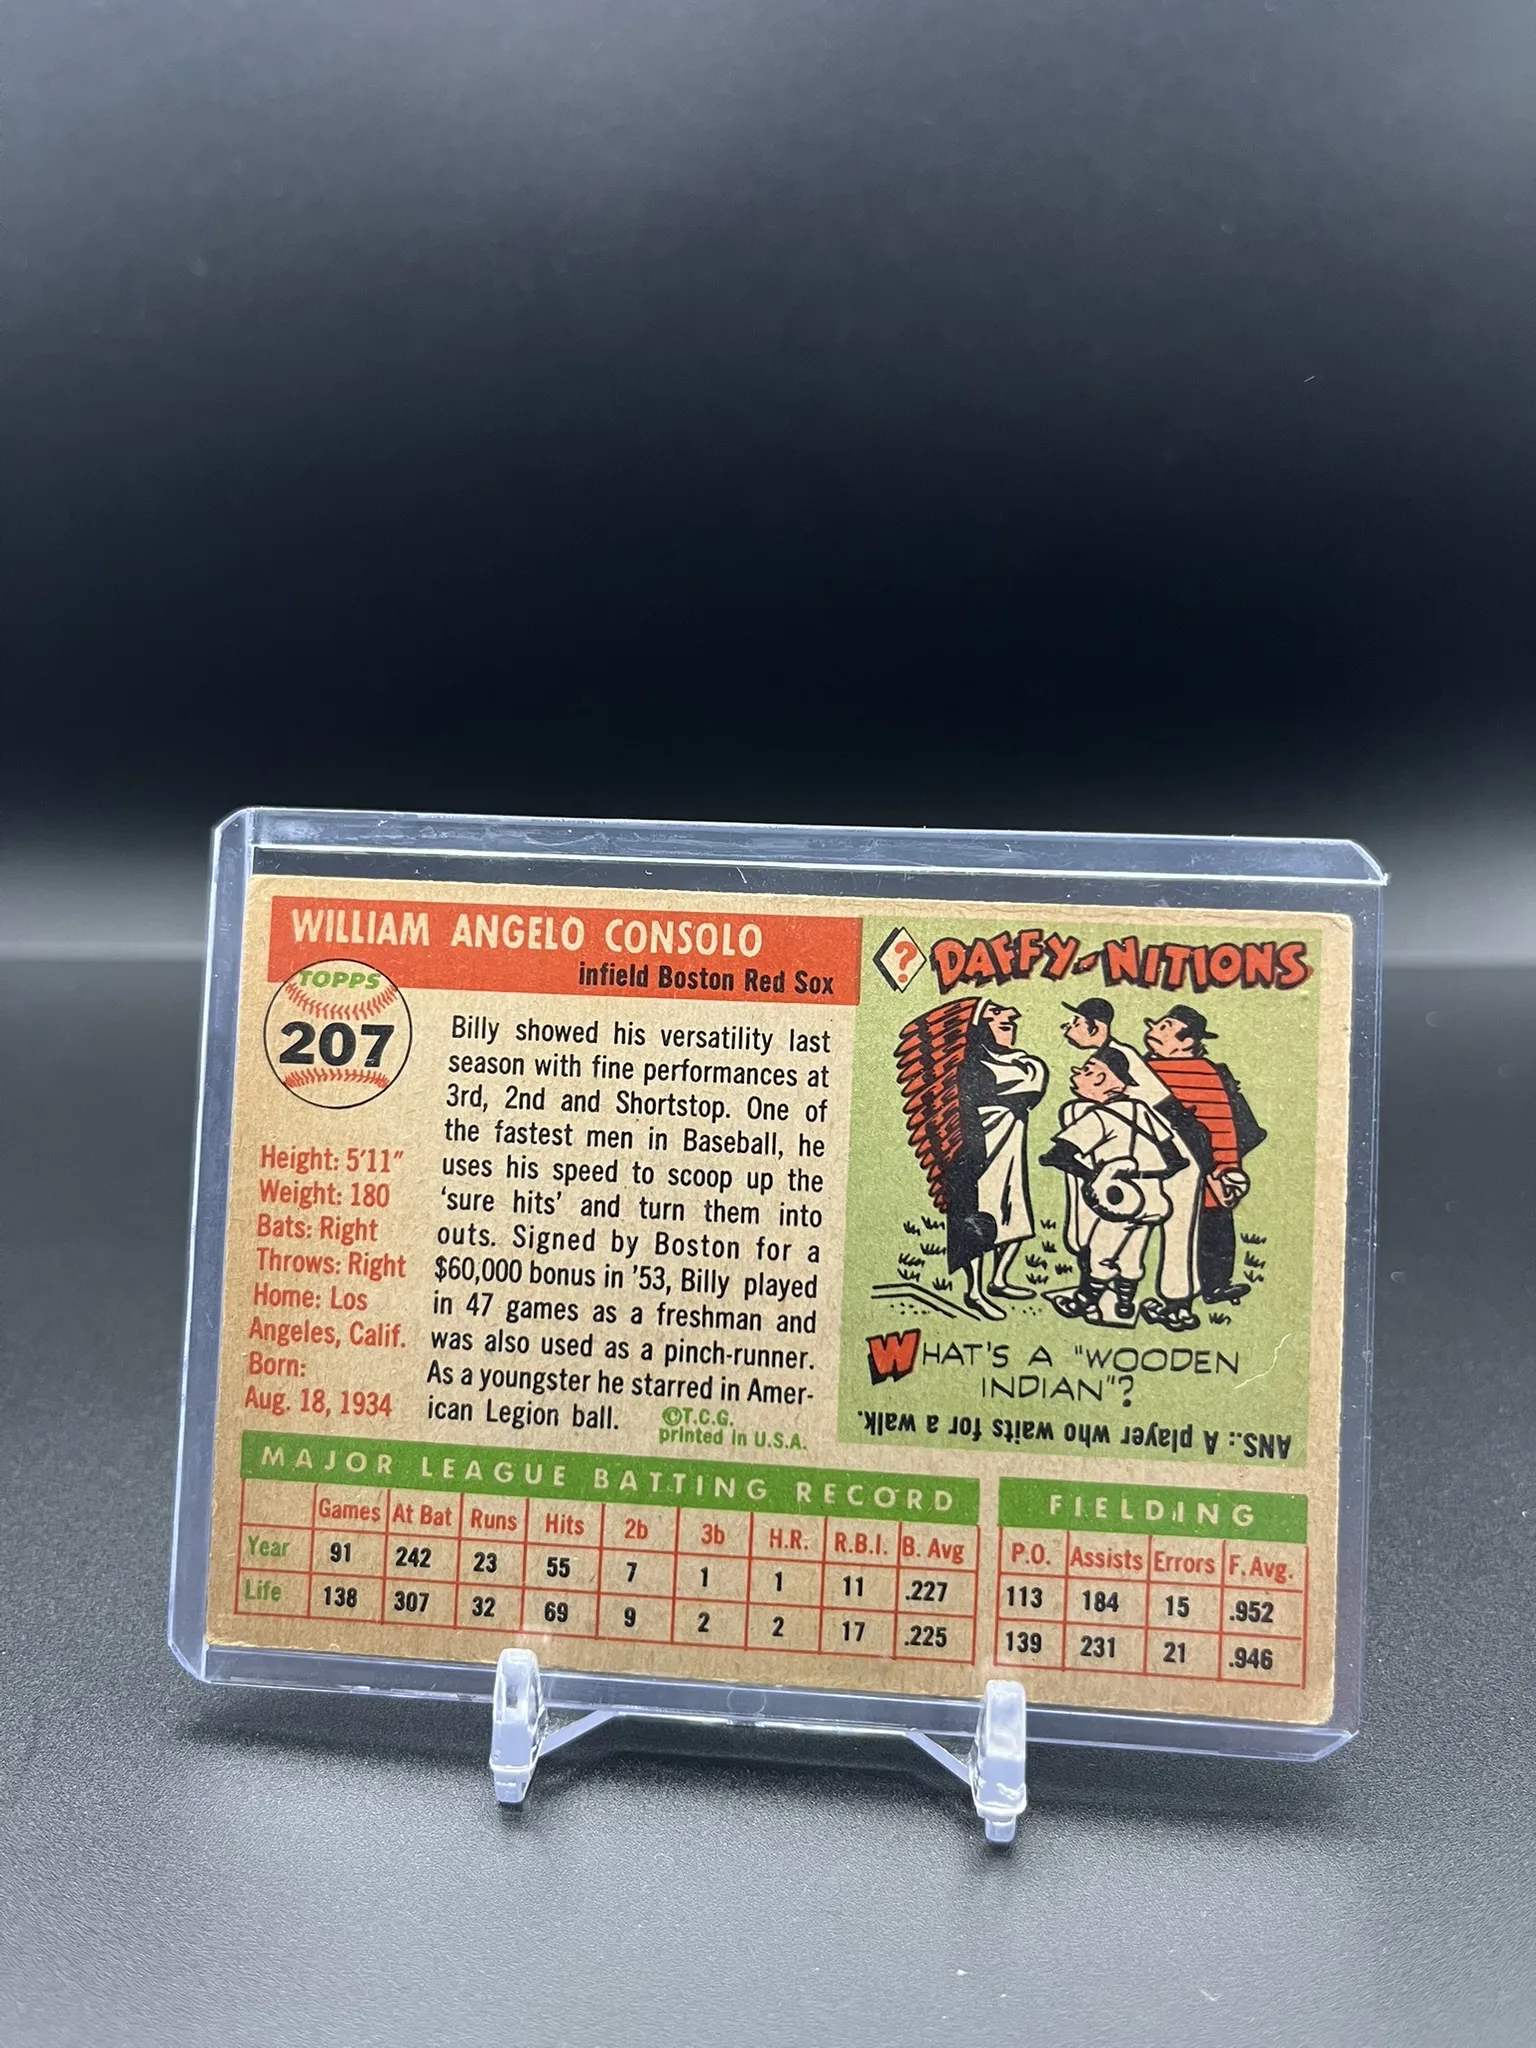 WILLIAM ANGELO CONSOLO
infield Boston Red Sox
TOPPS
207
Height: 5'11"
Weight: 180
Bats: Right
Throws: Right
Home: Los
Angeles, Calif.
Born:
Aug. 18, 1934
Billy showed his versatility last
season with fine performances at
3rd, 2nd and Shortstop. One of
the fastest men in Baseball, he
uses his speed to scoop up the
'sure hits' and turn them into
outs. Signed by Boston for a
$60,000 bonus in '53, Billy played
in 47 games as a freshman and
was also used as a pinch-runner.
As a youngster he starred in Amer-
ican Legion ball.
©T.C.G.
printed in U.S.A.
? DAFFY-NITIONS
WHAT'S A "WOODEN
INDIAN"?
ANS.: A player who waits for a walk.
MAJOR LEAGUE BATTING RECORD
Games At Bat Runs Hits 2b 3b H.R. R.B.I. B. Avg
Year 91 242 23 55 7 1 1 11 .227
Life 138 307 32 69 9 2 2 17 .225
FIELDING
P.O. Assists Errors F. Avg.
113 184 15 .952
139 231 21 .946